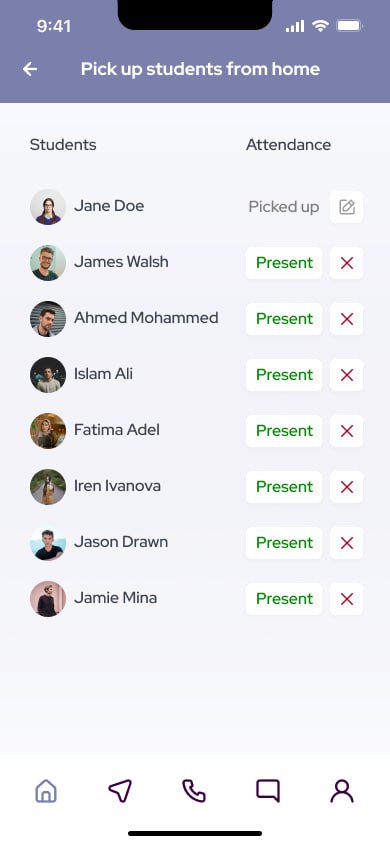 9:41
Pick up students from home
Students Attendance
Jane Doe Picked up
James Walsh Present
Ahmed Mohammed Present
Islam Ali Present
Fatima Adel Present
Iren Ivanova Present
Jason Drawn Present
Jamie Mina Present